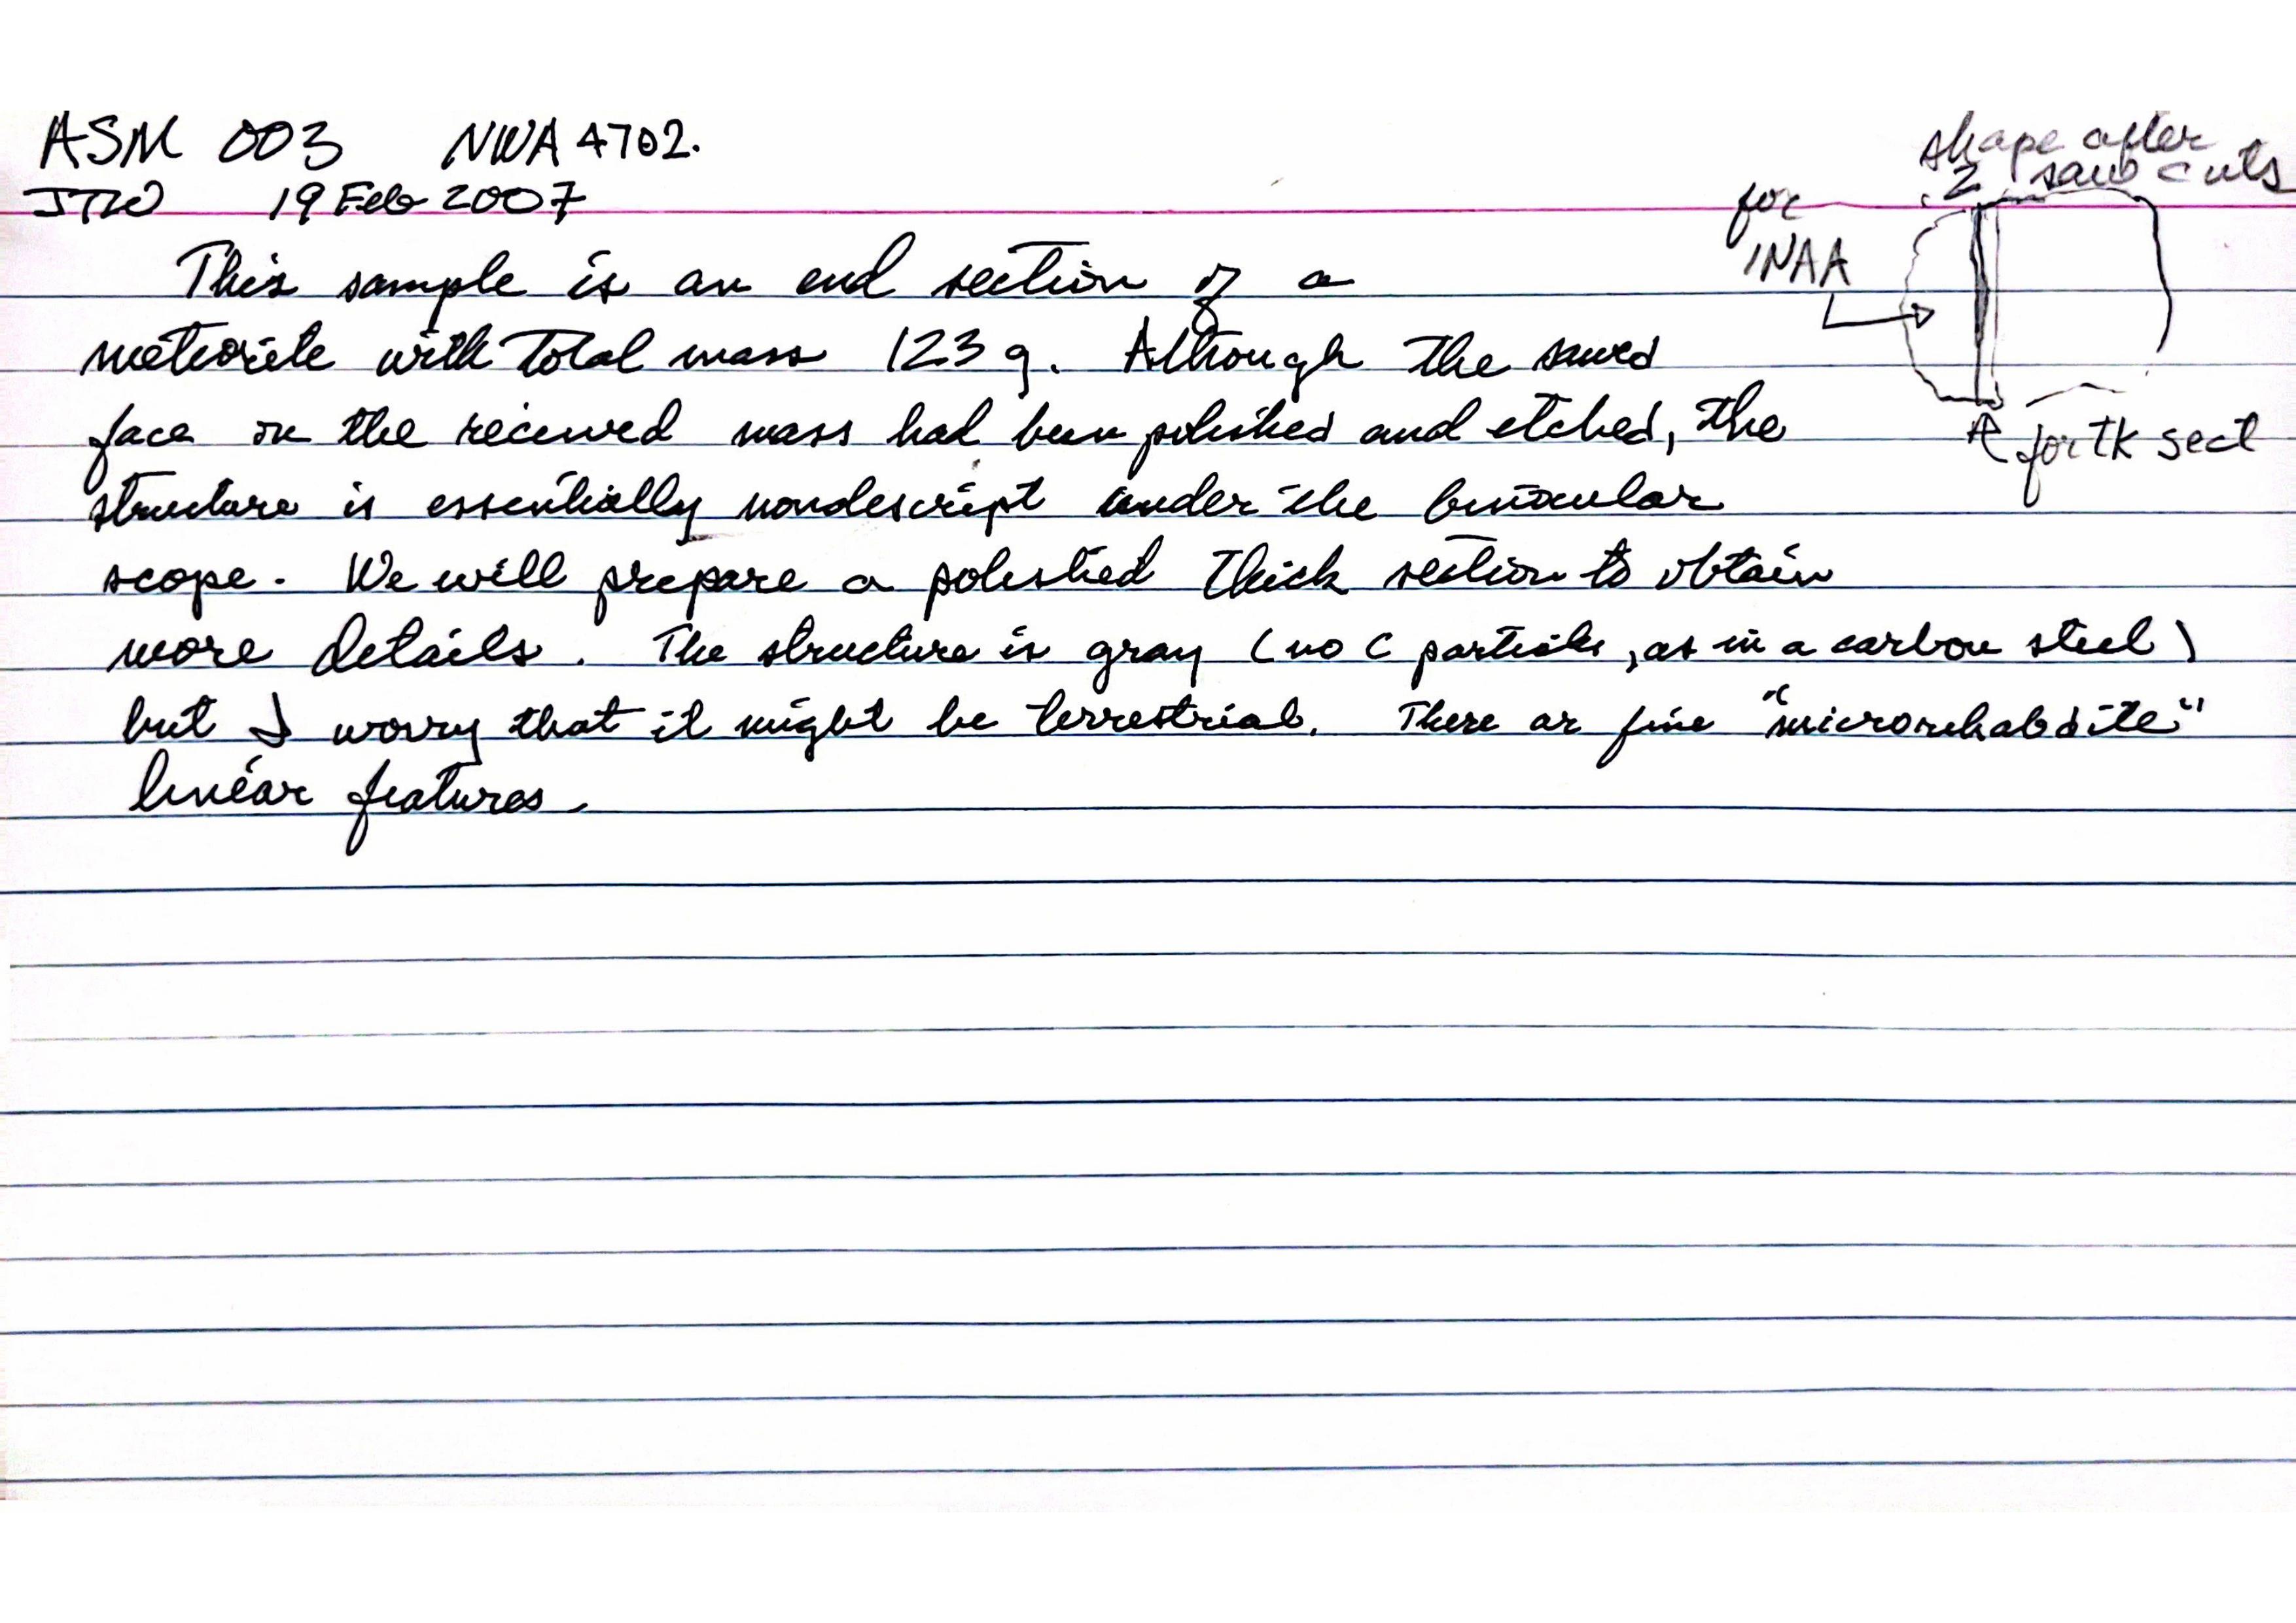 ASM 003 NWA 4702.
JTW 19 Feb 2007
shape after
saw cuts
for
INAA
for TK sect
This sample is an end section of a
meteorite with total mass 123 g. Although the sawed
face on the received mass had been polished and etched, the
structure is essentially nondescript under the binocular
scope. We will prepare a polished thick section to obtain
more details. The structure is gray (no C particles, as in a carbon steel)
but I worry that it might be terrestrial. There ar fine "microrhabdite"
linear features.